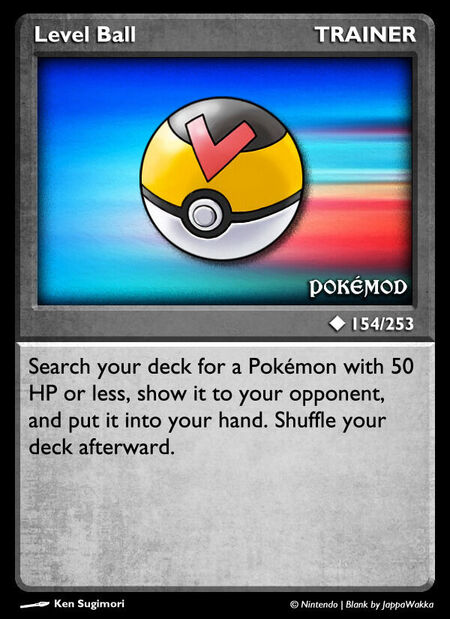 Level Ball TRAINER
POKÉMOD
154/253
Search your deck for a Pokémon with 50
HP or less, show it to your opponent,
and put it into your hand. Shuffle your
deck afterward.
Ken Sugimori © Nintendo | Blank by JappaWakka